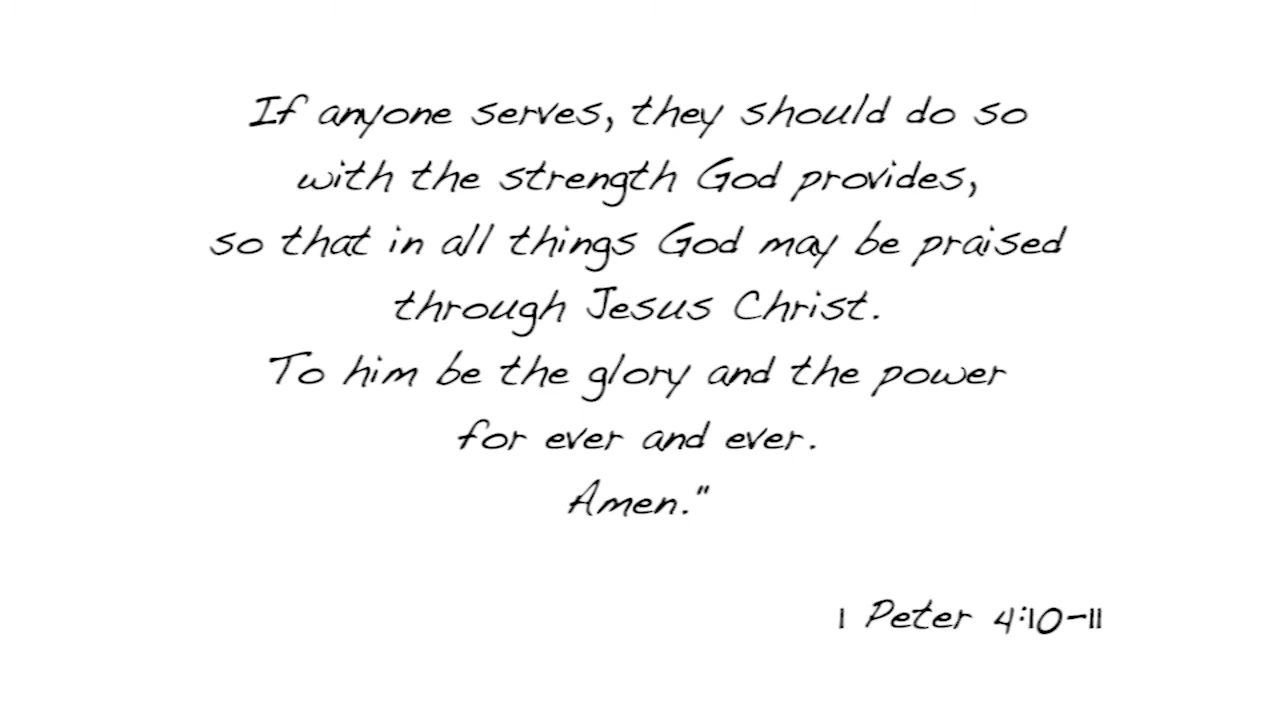 If anyone serves, they should do so
with the strength God provides,
so that in all things God may be praised
through Jesus Christ.
To him be the glory and the power
for ever and ever.
Amen."
1 Peter 4:10-11